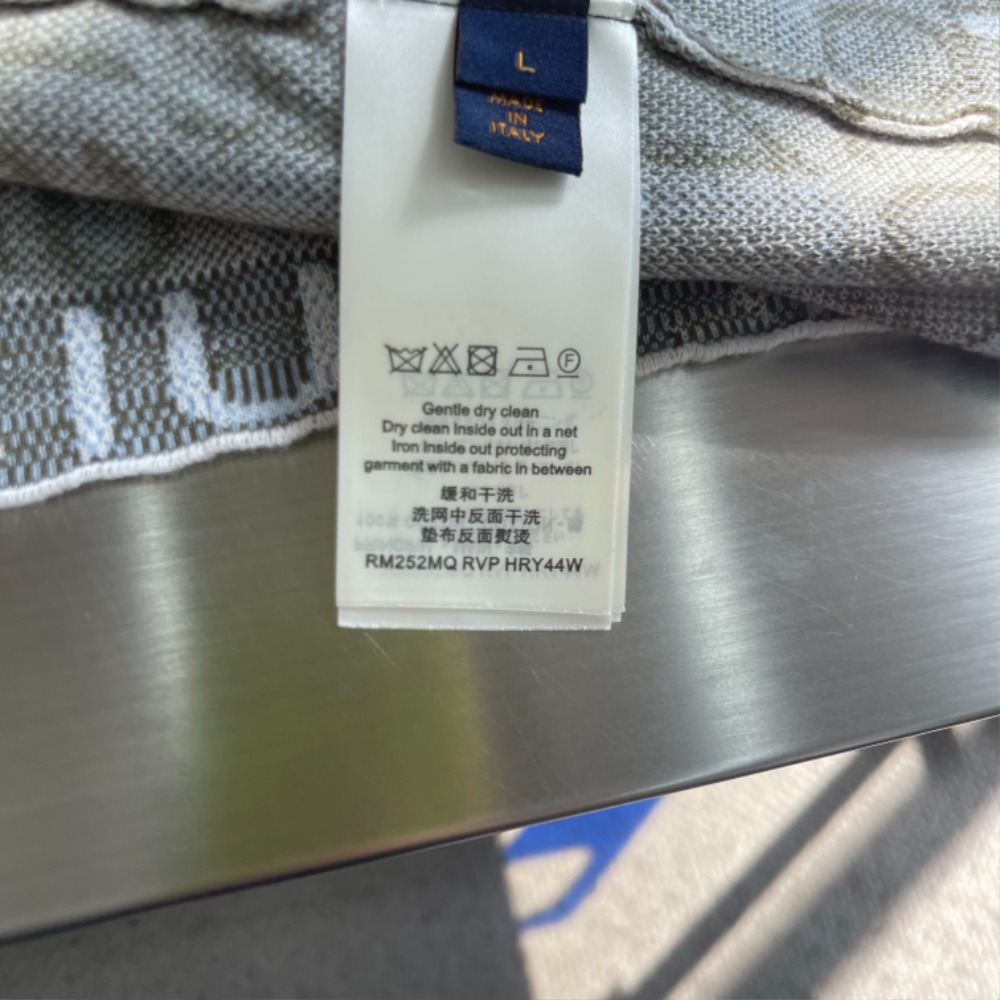 L
MADE
IN
ITALY
Gentle dry clean
Dry clean inside out in a net
Iron inside out protecting
garment with a fabric in between
缓和干洗
洗网中反面干洗
垫布反面熨烫
RM252MQ RVP HRY44W